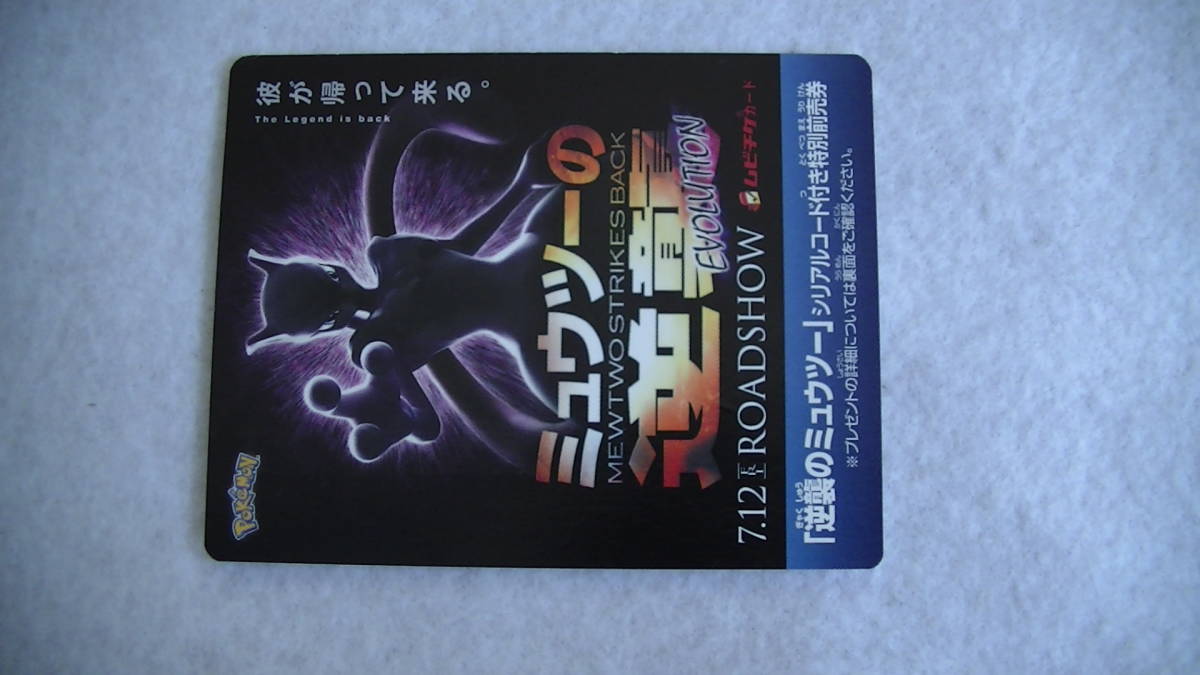 彼が帰って来る。
The Legend is back
POKéMON
ミュウツーの
MEWTWO STRIKES BACK
逆襲
EVOLUTION
7.12 FRI ROADSHOW
ムビチケカード
「逆襲のミュウツー」シリアルコード付き特別前売券
※プレゼントの詳細については裏面をご確認ください。